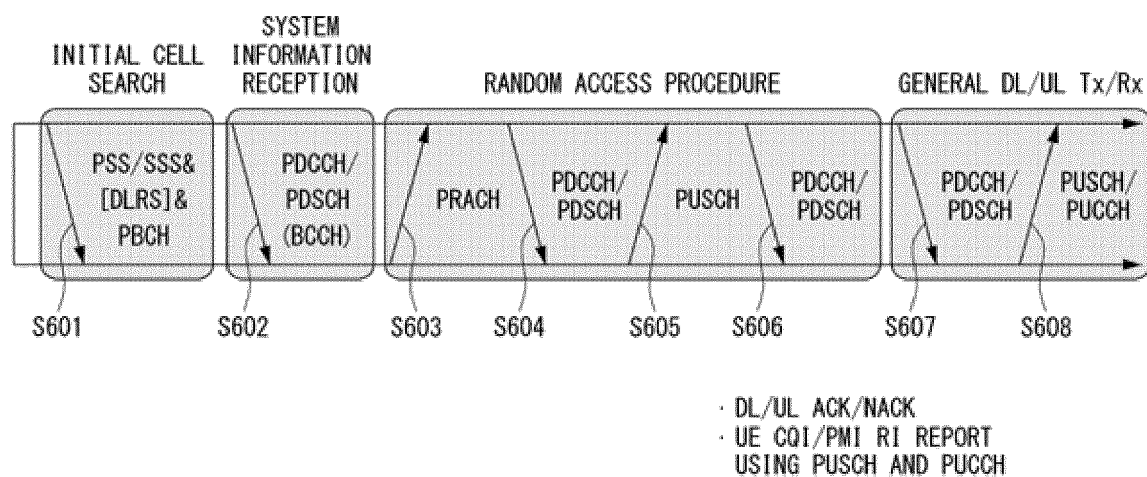 INITIAL CELL
SEARCH
SYSTEM
INFORMATION
RECEPTION
RANDOM ACCESS PROCEDURE
GENERAL DL/UL Tx/Rx
PSS/SSS&
[DLRS]&
PBCH
PDCCH/
PDSCH
(BCCH)
PRACH
PDCCH/
PDSCH
PUSCH
PDCCH/
PDSCH
PDCCH/
PDSCH
PUSCH/
PUCCH
S601
S602
S603
S604
S605
S606
S607
S608
· DL/UL ACK/NACK
· UE CQI/PMI RI REPORT
USING PUSCH AND PUCCH